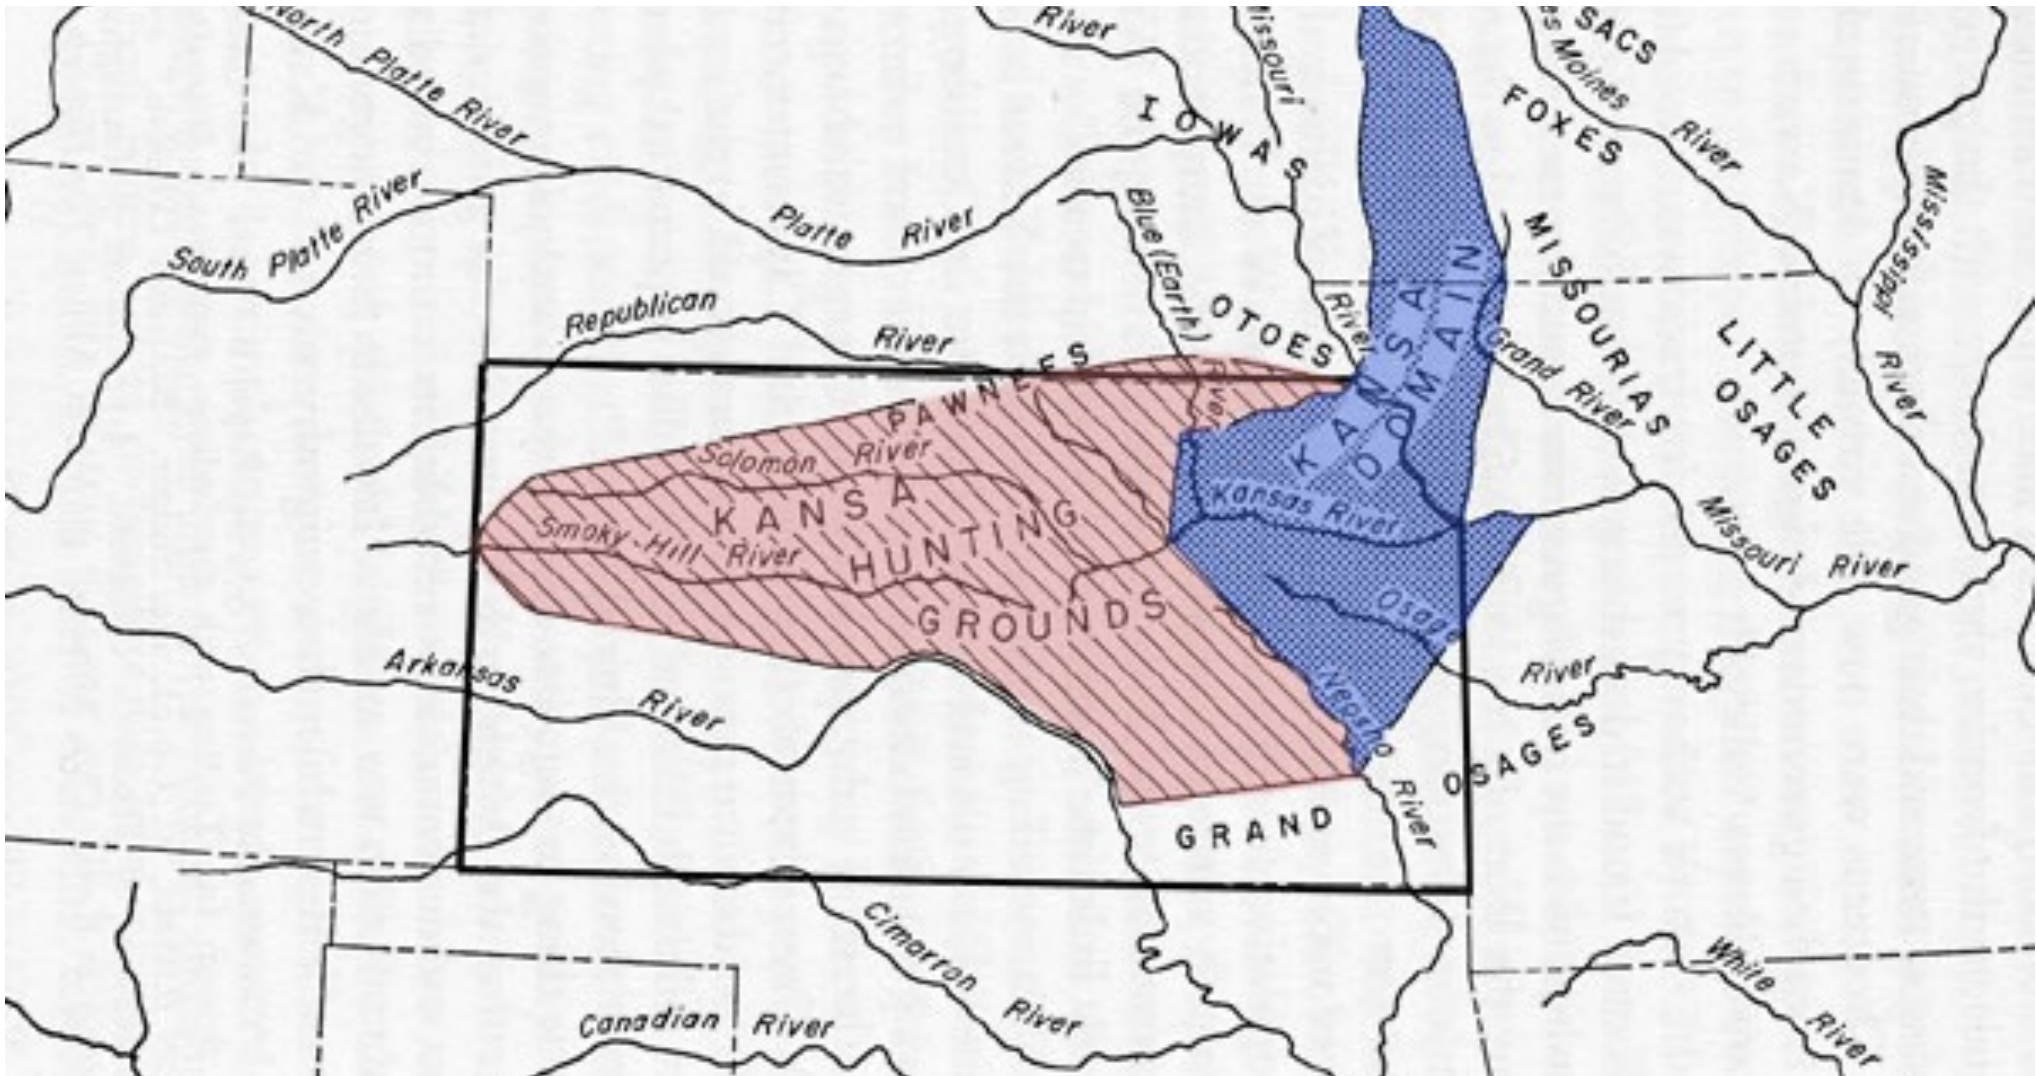 North Platte River
River
Missouri
es Moines
River
SACS
FOXES
IOWAS
Mississippi
River
South Platte River
Platte River
Blue (Earth)
River
Republican
River
OTOES
River
MISSOURIAS
LITTLE
OSAGES
KANSA
DOMAIN
Grand River
PAWNEES
Solomon River
KANSA
HUNTING
GROUNDS
Smoky Hill River
Kansas River
Missouri River
Osage
River
Arkansas
River
Neosho
River
GRAND
OSAGES
Cimarron
River
White
River
Canadian River